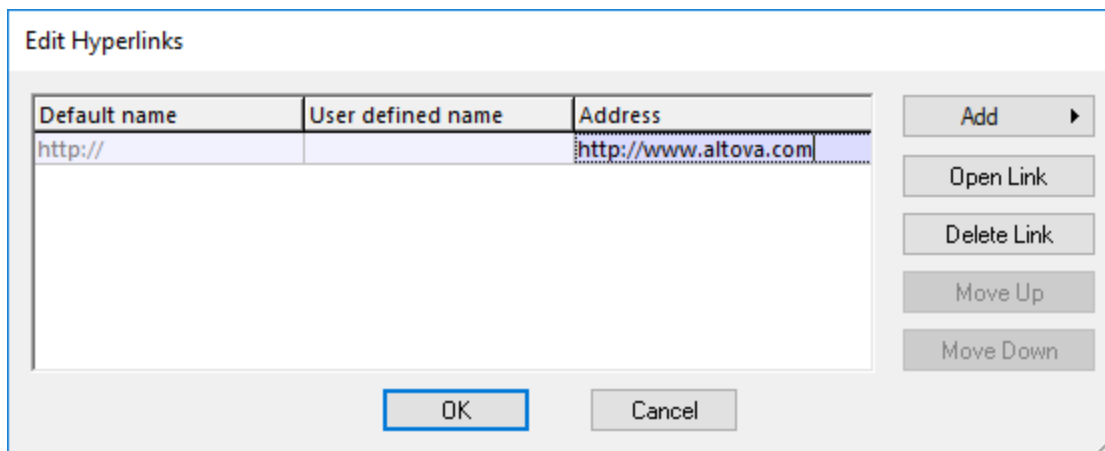 Edit Hyperlinks
Default name User defined name Address Add
http:// http://www.altova.com
Open Link
Delete Link
Move Up
Move Down
OK Cancel